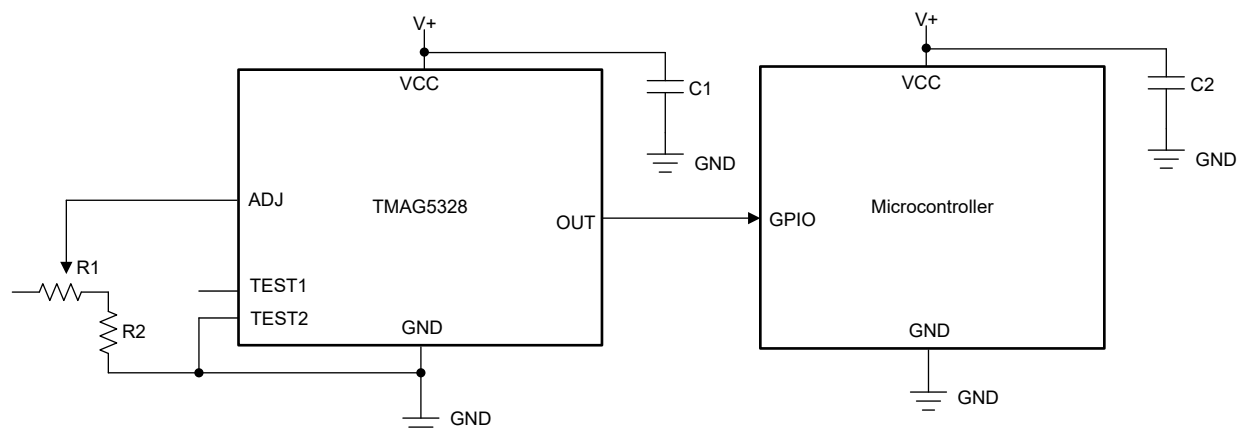 V+
V+
VCC
C1
VCC
C2
GND
GND
ADJ
TMAG5328
OUT
GPIO
Microcontroller
R1
TEST1
TEST2
R2
GND
GND
GND
GND